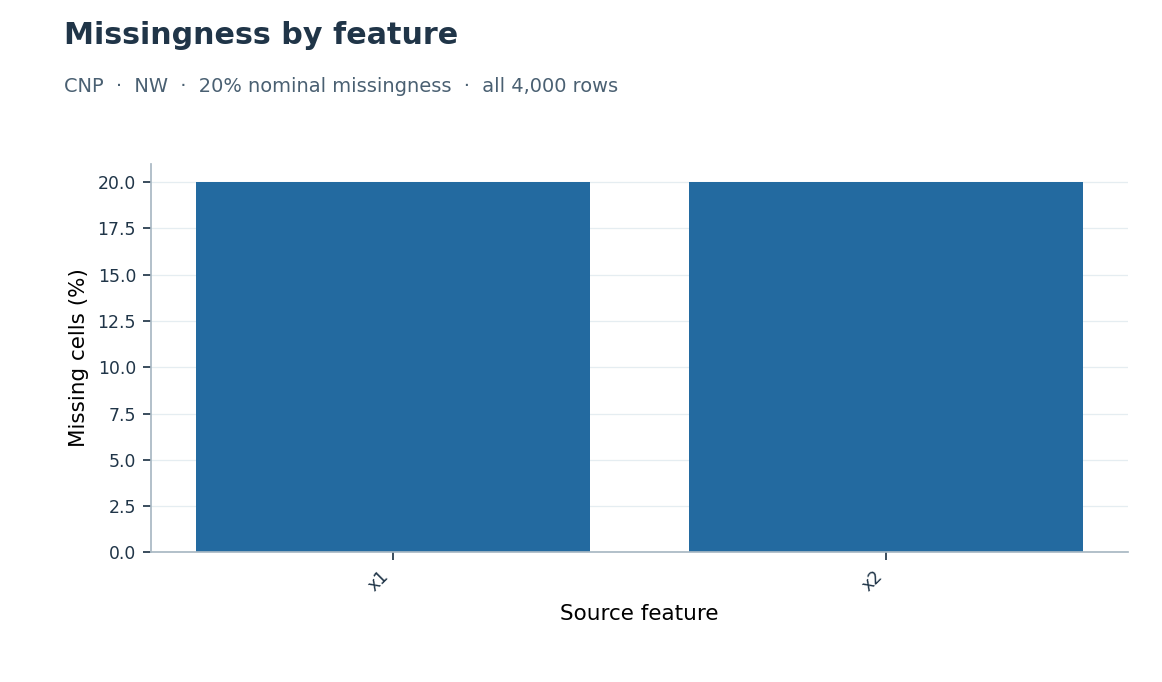 Missingness by feature
CNP · NW · 20% nominal missingness · all 4,000 rows
20.0
17.5
15.0
12.5
10.0
7.5
5.0
2.5
0.0
Missing cells (%)
x1
x2
Source feature